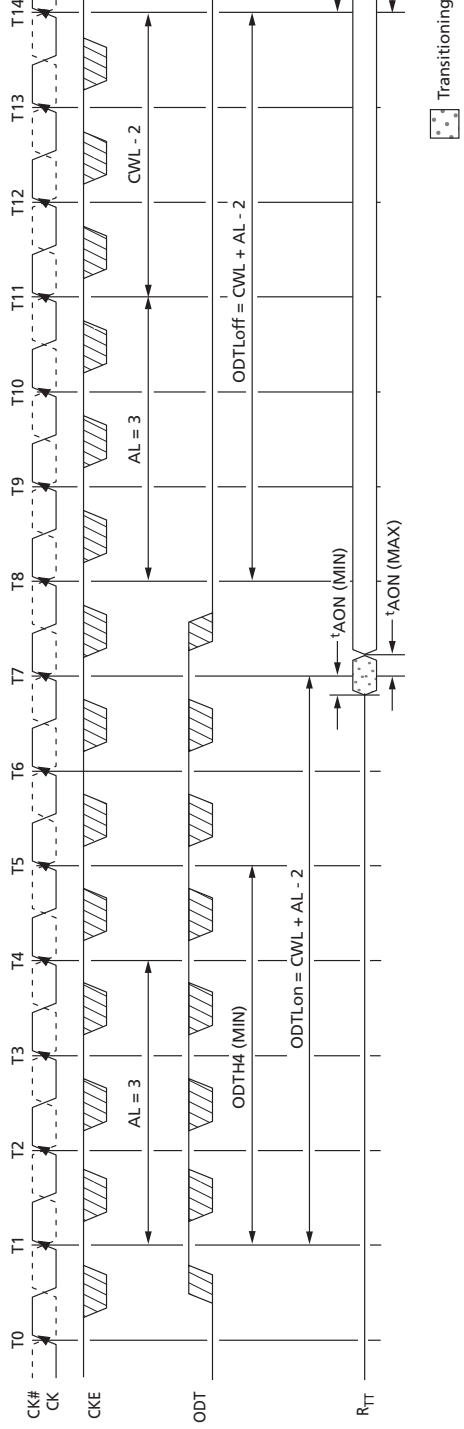 T0 T1 T2 T3 T4 T5 T6 T7 T8 T9 T10 T11 T12 T13 T14
CK#
CK
CKE
AL = 3 AL = 3 CWL - 2
ODT
ODTH4 (MIN) ODTLoff = CWL + AL - 2
ODTLon = CWL + AL - 2
tAON (MIN)
RTT
tAON (MAX)
Transitioning